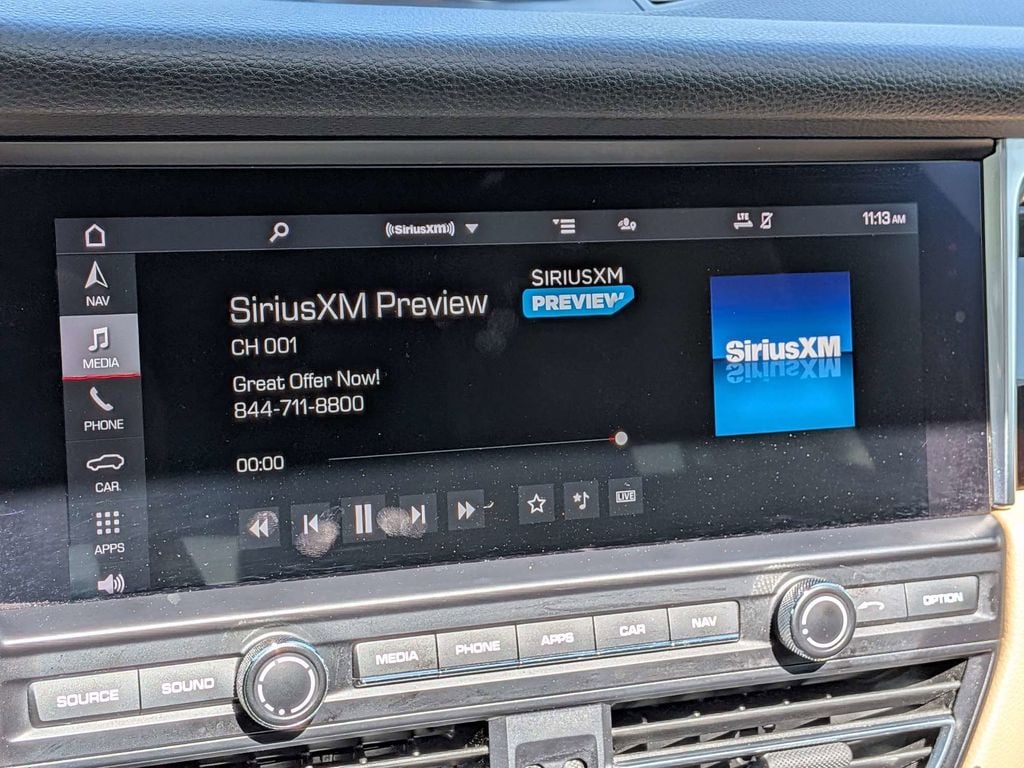 ((SiriusXM))
LTE
11:13 AM
NAV
MEDIA
PHONE
CAR
APPS
SiriusXM Preview
CH 001
Great Offer Now!
844-711-8800
SIRIUSXM
PREVIEW
SiriusXM
00:00
LIVE
SOURCE
SOUND
MEDIA
PHONE
APPS
CAR
NAV
OPTION